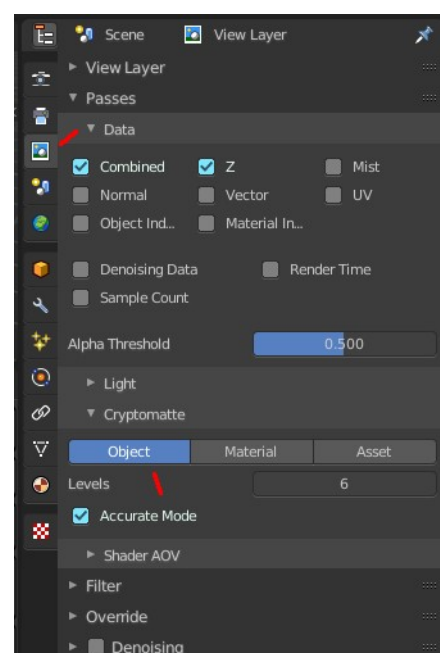 Scene View Layer
View Layer
Passes
Data
Combined Z Mist
Normal Vector UV
Object Ind... Material In...
Denoising Data Render Time
Sample Count
Alpha Threshold 0.500
Light
Cryptomatte
Object Material Asset
Levels 6
Accurate Mode
Shader AOV
Filter
Override
Denoising